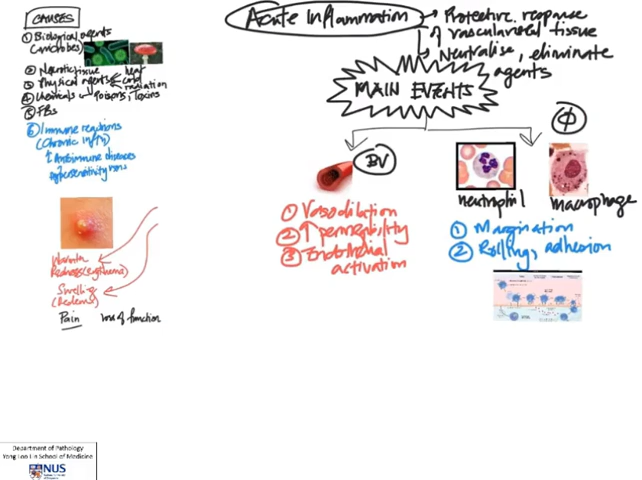 CAUSES
① Biological agents
(microbes)
② Necrotic tissue
③ Physical agents heat
cold
radiation
④ Chemicals → Poisons, toxins
⑤ FBs
⑥ Immune reactions
(Chronic infm)
Autoimmune diseases
Hypersensitivity rxns
Warmth
Redness (erythema)
Swelling
(oedema)
Pain loss of function
Acute Inflammation → Protective response
of vascularised tissue
→ Neutralise, eliminate
agents
MAIN EVENTS
BV
① Vasodilation
② ↑ permeability
③ Endothelial
activation
Φ
neutrophil macrophage
① Margination
② Rolling, adhesion
Department of Pathology
Yong Loo Lin School of Medicine
NUS